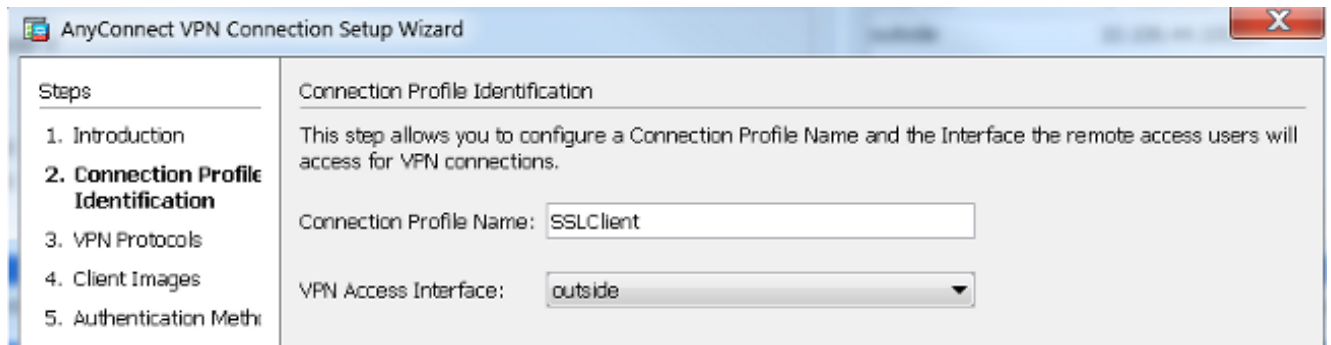 AnyConnect VPN Connection Setup Wizard
outside
Steps
1. Introduction
2. Connection Profile
Identification
3. VPN Protocols
4. Client Images
5. Authentication Meth
Connection Profile Identification
This step allows you to configure a Connection Profile Name and the Interface the remote access users will
access for VPN connections.
Connection Profile Name: SSLClient
VPN Access Interface: outside